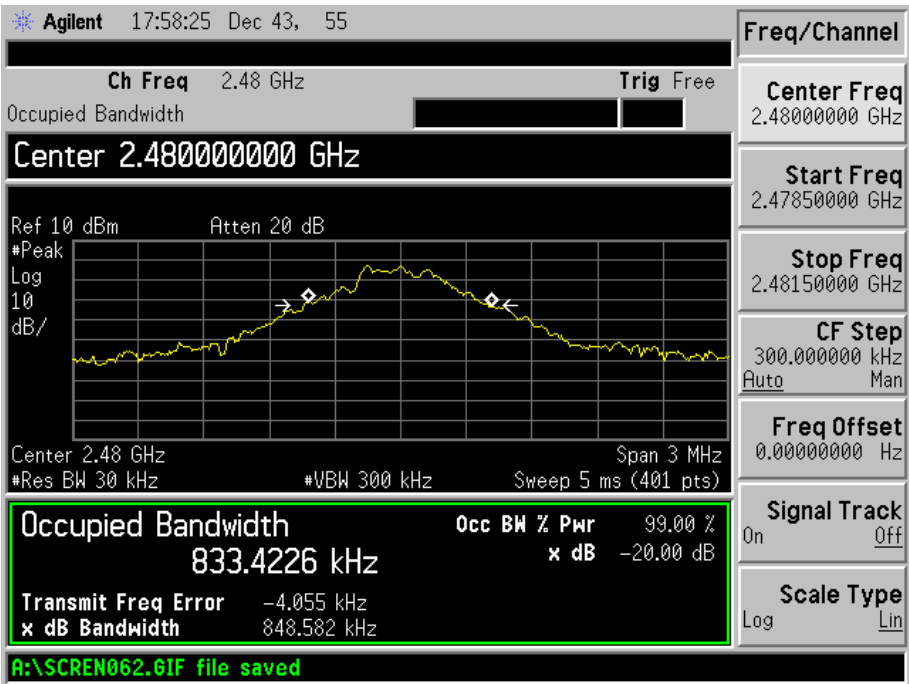 Agilent 17:58:25 Dec 43, 55
Ch Freq 2.48 GHz Trig Free
Occupied Bandwidth
Center 2.480000000 GHz
Ref 10 dBm Atten 20 dB
#Peak
Log
10
dB/
Center 2.48 GHz Span 3 MHz
#Res BW 30 kHz #VBW 300 kHz Sweep 5 ms (401 pts)
Occupied Bandwidth Occ BW % Pwr 99.00 %
833.4226 kHz x dB -20.00 dB
Transmit Freq Error -4.055 kHz
x dB Bandwidth 848.582 kHz
A:\SCREN062.GIF file saved
Freq/Channel
Center Freq
2.48000000 GHz
Start Freq
2.47850000 GHz
Stop Freq
2.48150000 GHz
CF Step
300.000000 kHz
Auto Man
Freq Offset
0.00000000 Hz
Signal Track
On Off
Scale Type
Log Lin